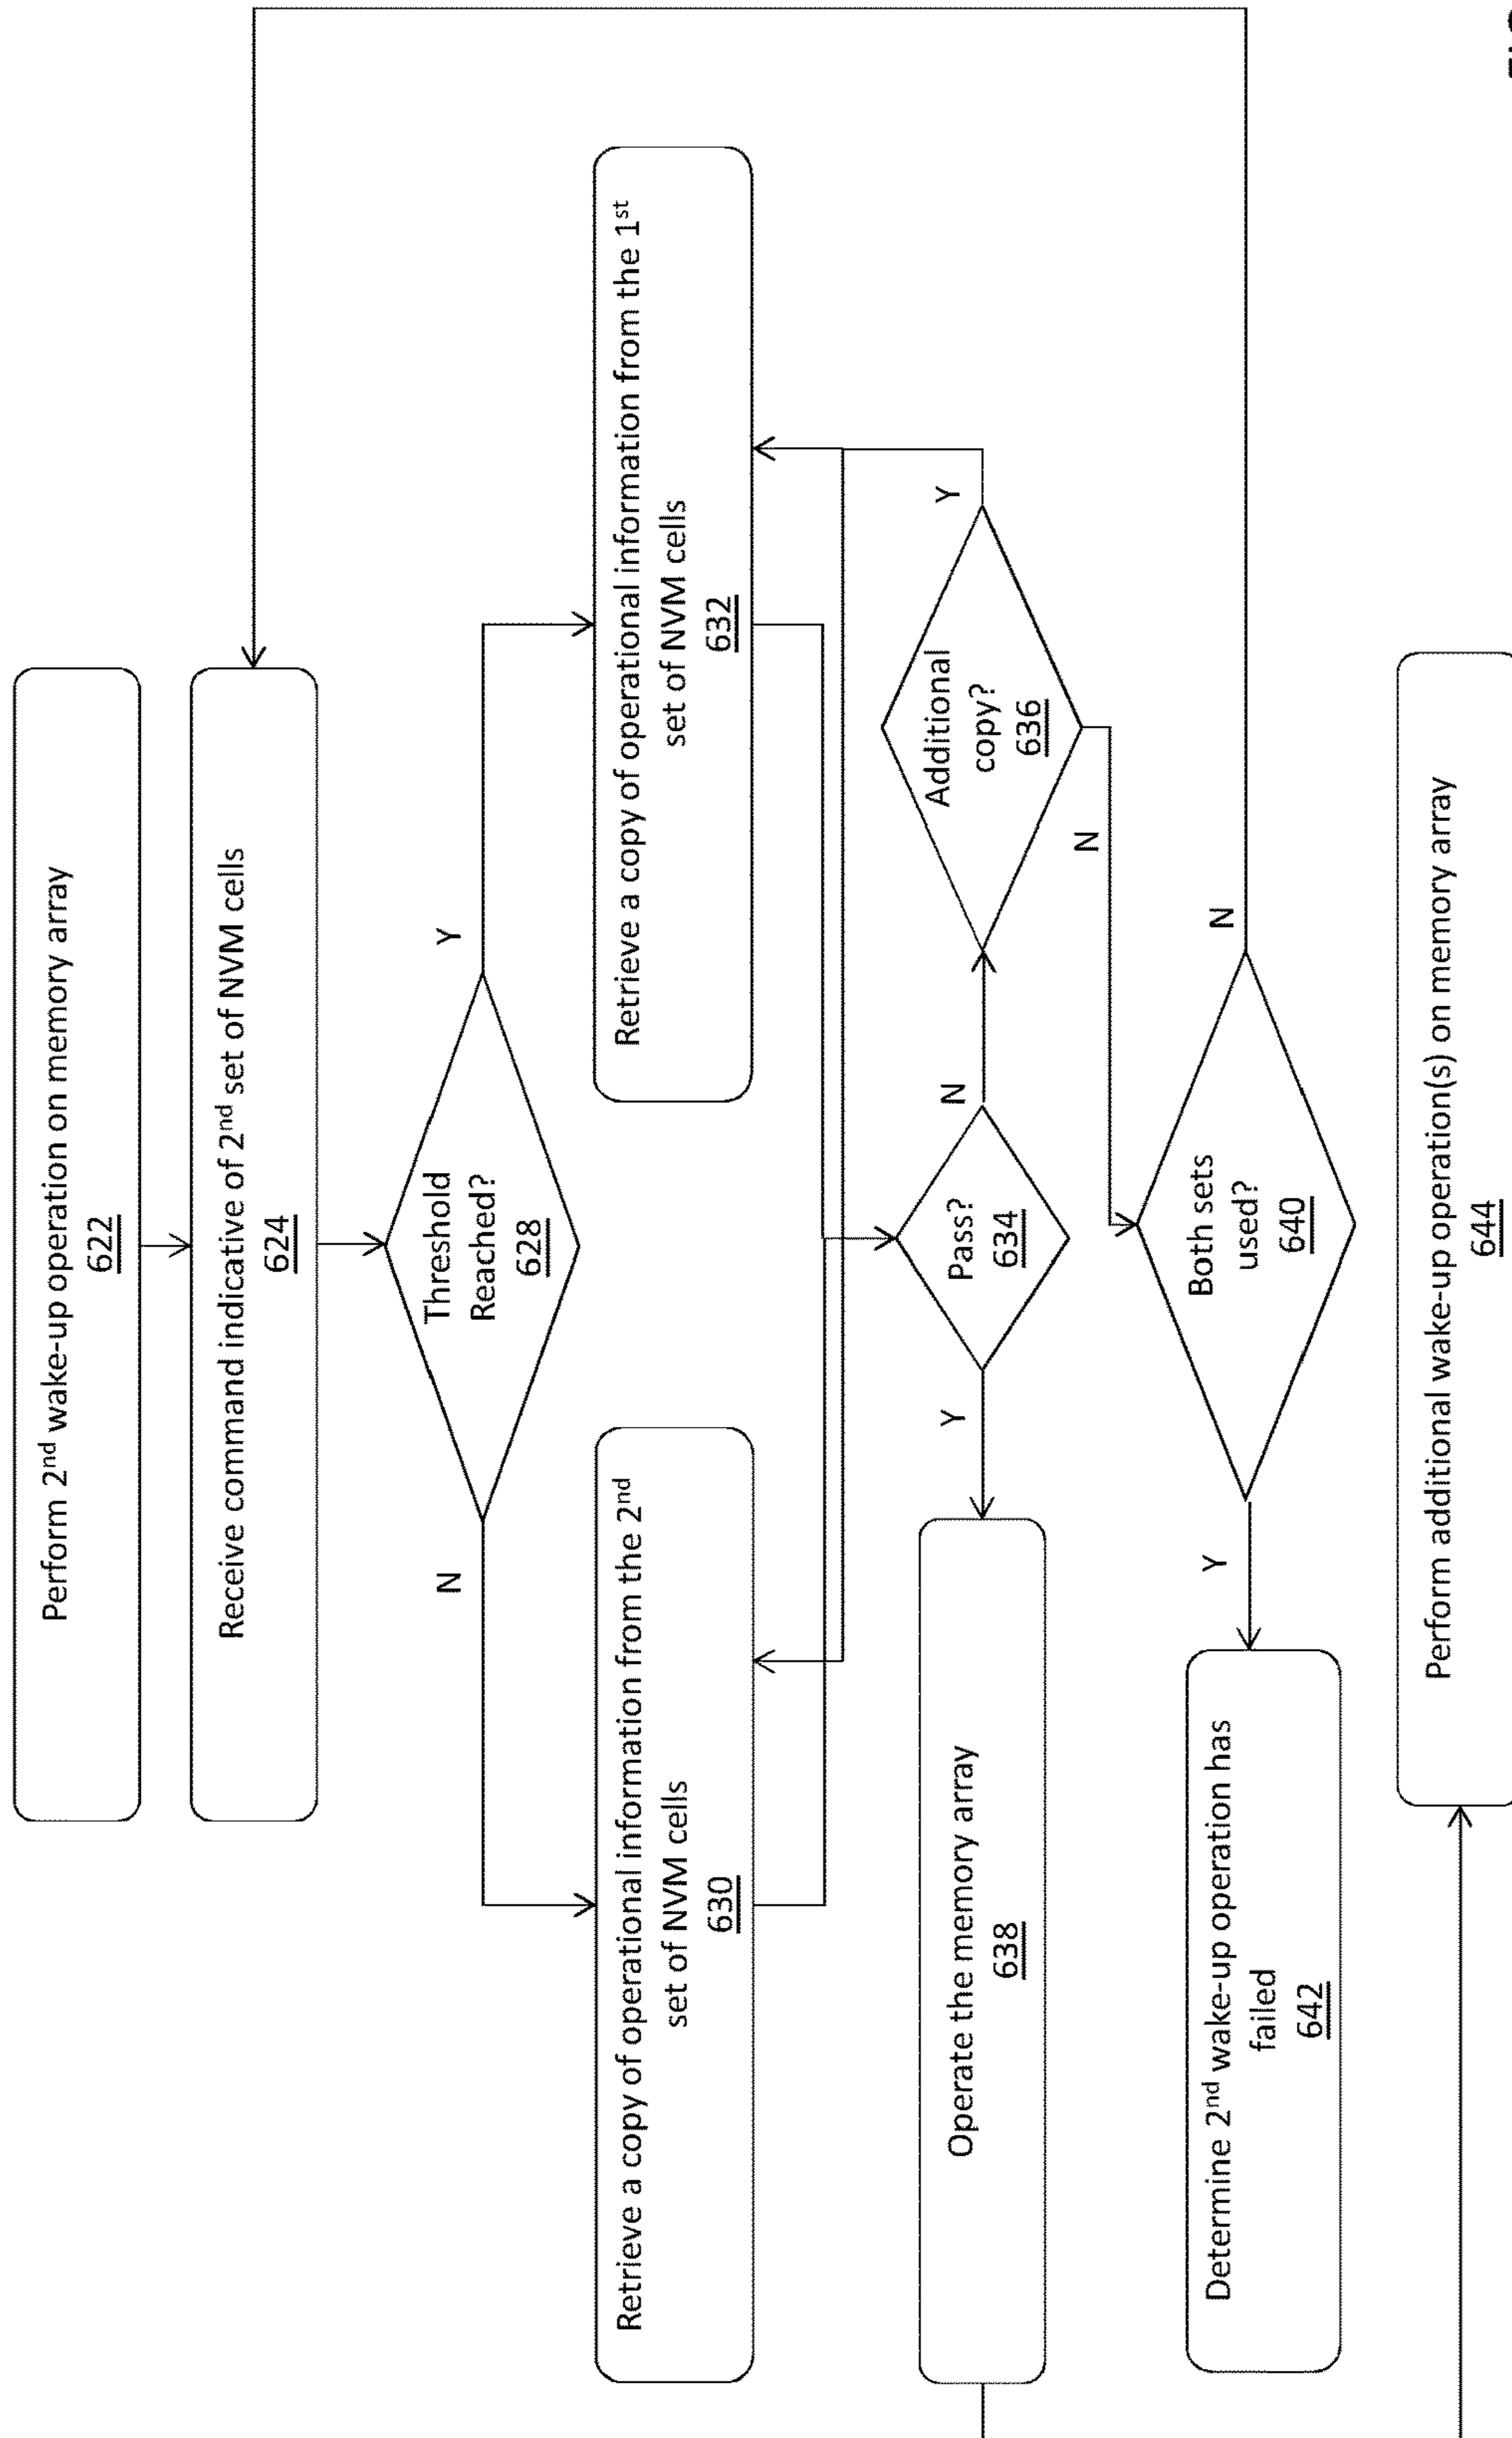 Perform 2nd wake-up operation on memory array
622
Receive command indicative of 2nd set of NVM cells
624
Threshold
Reached?
628
N
Y
Retrieve a copy of operational information from the 2nd
set of NVM cells
630
Retrieve a copy of operational information from the 1st
set of NVM cells
632
Pass?
634
Y
N
Additional
copy?
636
Y
N
Operate the memory array
638
Both sets
used?
640
Y
N
Determine 2nd wake-up operation has
failed
642
Perform additional wake-up operation(s) on memory array
644